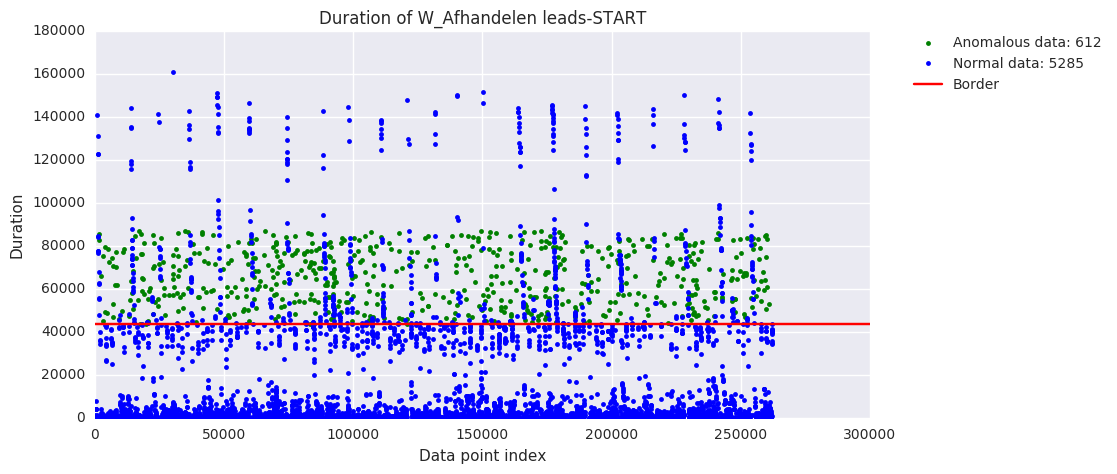 Duration of W_Afhandelen leads-START
180000
160000
140000
120000
100000
80000
60000
40000
20000
0
Duration
0
50000
100000
150000
200000
250000
300000
Data point index
Anomalous data: 612
Normal data: 5285
Border